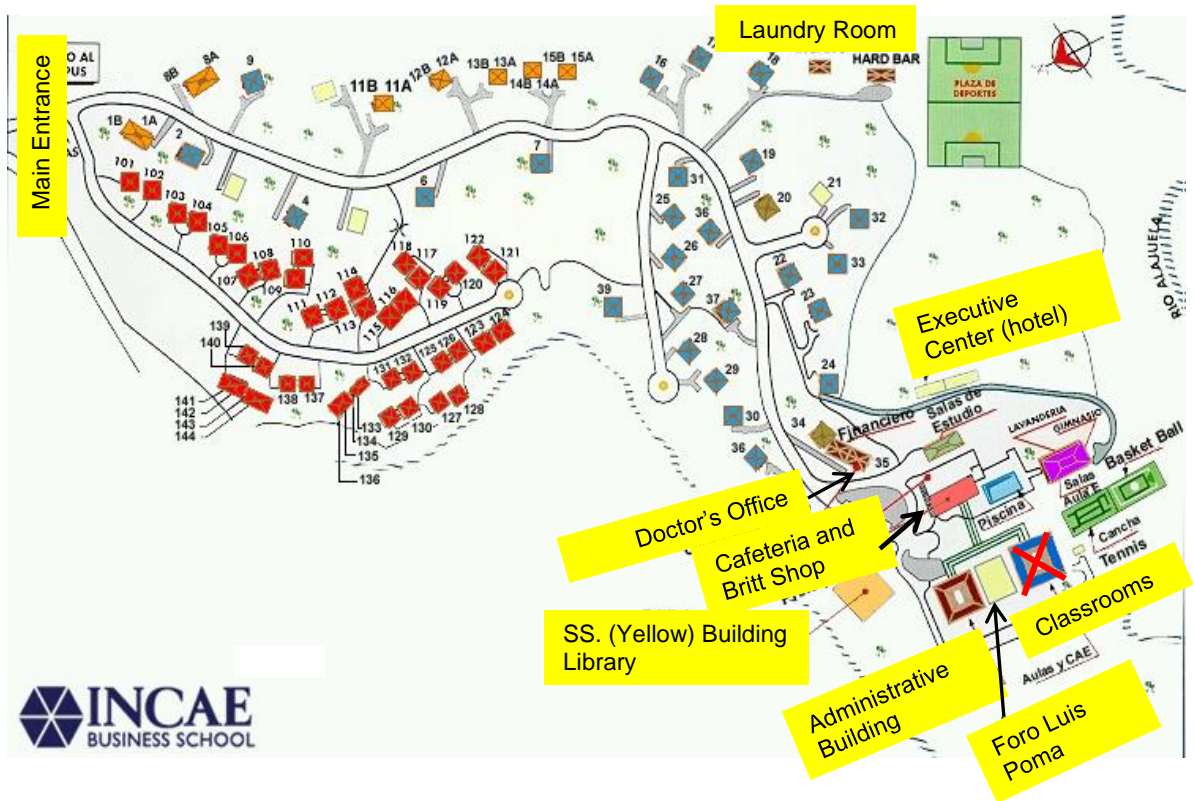 Laundry Room
Main Entrance
HARD BAR
PLAZA DE
DEPORTES
8B
8A
9
11B 11A
12B 12A
13B 13A
14B 14A
15B 15A
16
18
1B
1A
2
4
6
7
19
20
21
31
32
33
25
36
26
27
22
23
37
39
28
29
24
30
34
35
36
101
102
103
104
105
106
107
108
109
110
111
112
113
114
115
116
117
118
119
120
121
122
123
124
125
126
127
128
129
130
131
132
133
134
135
136
137
138
139
140
141
142
143
144
RIO ALAJUELA
Executive
Center (hotel)
Financiero
Salas de
Estudio
LAVANDERIA
GIMNASIO
Basket Ball
Salas
Aula E
Piscina
Cancha
Tennis
Doctor's Office
Cafeteria and
Britt Shop
SS. (Yellow) Building
Library
Classrooms
Aulas y CAE
Administrative
Building
Foro Luis
Poma
INCAE
BUSINESS SCHOOL